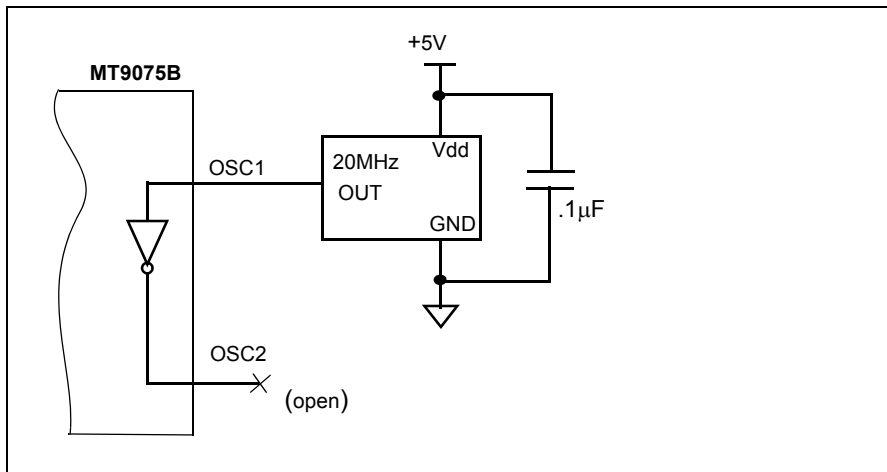 +5V
MT9075B
OSC1
20MHz
OUT
Vdd
GND
.1μF
OSC2
(open)